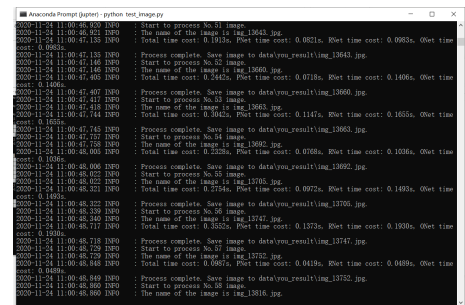 Anaconda Prompt (jupter) - python test_image.py
2020-11-24 11:00:46,920 INFO : Start to process No.51 image.
2020-11-24 11:00:46,921 INFO : The name of the image is img_13643.jpg.
2020-11-24 11:00:47,135 INFO : Total time cost: 0.1913s, PNet time cost: 0.0821s, RNet time cost: 0.0983s, ONet time
cost: 0.0983s.
2020-11-24 11:00:47,135 INFO : Process complete. Save image to data\you_result\img_13643.jpg.
2020-11-24 11:00:47,146 INFO : Start to process No.52 image.
2020-11-24 11:00:47,146 INFO : The name of the image is img_13660.jpg.
2020-11-24 11:00:47,405 INFO : Total time cost: 0.2442s, PNet time cost: 0.0718s, RNet time cost: 0.1406s, ONet time
cost: 0.1406s.
2020-11-24 11:00:47,407 INFO : Process complete. Save image to data\you_result\img_13660.jpg.
2020-11-24 11:00:47,417 INFO : Start to process No.53 image.
2020-11-24 11:00:47,418 INFO : The name of the image is img_13663.jpg.
2020-11-24 11:00:47,744 INFO : Total time cost: 0.3042s, PNet time cost: 0.1147s, RNet time cost: 0.1655s, ONet time
cost: 0.1655s.
2020-11-24 11:00:47,745 INFO : Process complete. Save image to data\you_result\img_13663.jpg.
2020-11-24 11:00:47,757 INFO : Start to process No.54 image.
2020-11-24 11:00:47,758 INFO : The name of the image is img_13692.jpg.
2020-11-24 11:00:48,005 INFO : Total time cost: 0.2328s, PNet time cost: 0.0768s, RNet time cost: 0.1036s, ONet time
cost: 0.1036s.
2020-11-24 11:00:48,006 INFO : Process complete. Save image to data\you_result\img_13692.jpg.
2020-11-24 11:00:48,022 INFO : Start to process No.55 image.
2020-11-24 11:00:48,022 INFO : The name of the image is img_13705.jpg.
2020-11-24 11:00:48,321 INFO : Total time cost: 0.2754s, PNet time cost: 0.0972s, RNet time cost: 0.1493s, ONet time
cost: 0.1493s.
2020-11-24 11:00:48,322 INFO : Process complete. Save image to data\you_result\img_13705.jpg.
2020-11-24 11:00:48,339 INFO : Start to process No.56 image.
2020-11-24 11:00:48,340 INFO : The name of the image is img_13747.jpg.
2020-11-24 11:00:48,717 INFO : Total time cost: 0.3552s, PNet time cost: 0.1373s, RNet time cost: 0.1930s, ONet time
cost: 0.1930s.
2020-11-24 11:00:48,718 INFO : Process complete. Save image to data\you_result\img_13747.jpg.
2020-11-24 11:00:48,729 INFO : Start to process No.57 image.
2020-11-24 11:00:48,729 INFO : The name of the image is img_13752.jpg.
2020-11-24 11:00:48,848 INFO : Total time cost: 0.0987s, PNet time cost: 0.0419s, RNet time cost: 0.0489s, ONet time
cost: 0.0489s.
2020-11-24 11:00:48,849 INFO : Process complete. Save image to data\you_result\img_13752.jpg.
2020-11-24 11:00:48,860 INFO : Start to process No.58 image.
2020-11-24 11:00:48,860 INFO : The name of the image is img_13816.jpg.